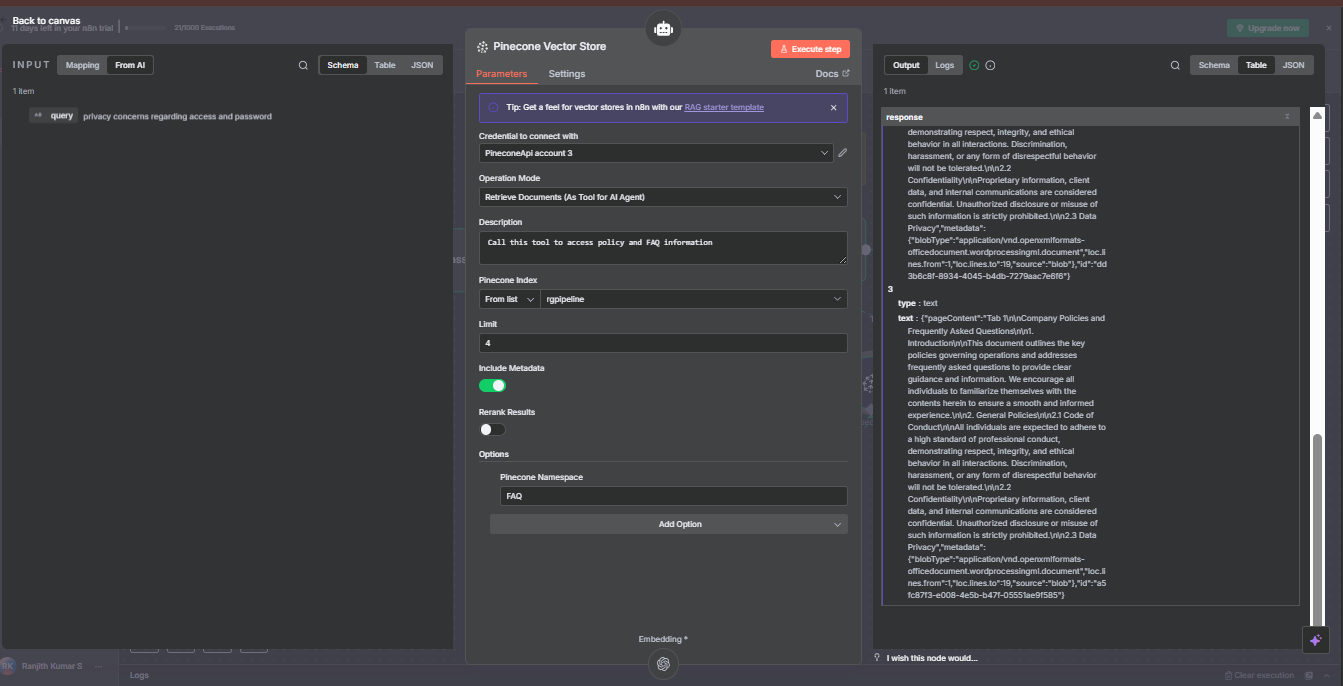 Back to canvas
11 days left in your n8n trial
21/1000 Executions
Upgrade now
INPUT
Mapping
From AI
Schema
Table
JSON
1 item
query
privacy concerns regarding access and password
Pinecone Vector Store
Execute step
Parameters
Settings
Docs
Tip: Get a feel for vector stores in n8n with our RAG starter template
Credential to connect with
PineconeApi account 3
Operation Mode
Retrieve Documents (As Tool for AI Agent)
Description
Call this tool to access policy and FAQ information
Pinecone Index
From list
rgpipeline
Limit
4
Include Metadata
Rerank Results
Options
Pinecone Namespace
FAQ
Add Option
Embedding *
Output
Logs
Schema
Table
JSON
1 item
response
demonstrating respect, integrity, and ethical
behavior in all interactions. Discrimination,
harassment, or any form of disrespectful behavior
will not be tolerated.\n\n2.2
Confidentiality\n\nProprietary information, client
data, and internal communications are considered
confidential. Unauthorized disclosure or misuse of
such information is strictly prohibited.\n\n2.3 Data
Privacy","metadata":
{"blobType":"application/vnd.openxmlformats-
officedocument.wordprocessingml.document","loc.li
nes.from":1,"loc.lines.to":19,"source":"blob"},"id":"dd
3b6c8f-8934-4045-b4db-7279aac7e6f6"}
3
type : text
text : {"pageContent":"Tab 1\n\nCompany Policies and
Frequently Asked Questions\n\n1.
Introduction\n\nThis document outlines the key
policies governing operations and addresses
frequently asked questions to provide clear
guidance and information. We encourage all
individuals to familiarize themselves with the
contents herein to ensure a smooth and informed
experience.\n\n2. General Policies\n\n2.1 Code of
Conduct\n\nAll individuals are expected to adhere to
a high standard of professional conduct,
demonstrating respect, integrity, and ethical
behavior in all interactions. Discrimination,
harassment, or any form of disrespectful behavior
will not be tolerated.\n\n2.2
Confidentiality\n\nProprietary information, client
data, and internal communications are considered
confidential. Unauthorized disclosure or misuse of
such information is strictly prohibited.\n\n2.3 Data
Privacy","metadata":
{"blobType":"application/vnd.openxmlformats-
officedocument.wordprocessingml.document","loc.li
nes.from":1,"loc.lines.to":19,"source":"blob"},"id":"a5
fc87f3-e008-4e5b-b47f-05551ae9f585"}
I wish this node would...
RK
Ranjith Kumar S
Logs
Clear execution